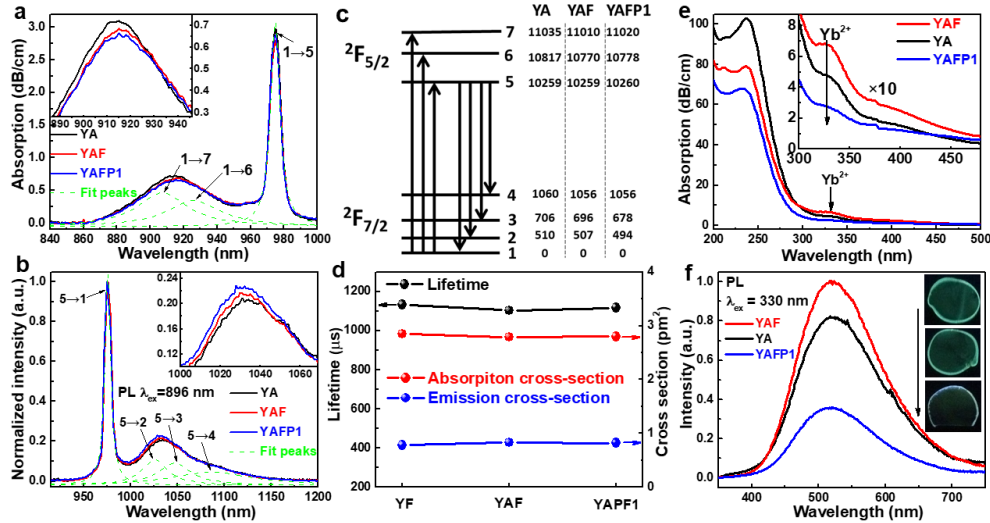 a
Absorption (dB/cm)
3.0
2.5
2.0
1.5
1.0
0.5
0.0
0.7
0.6
0.5
0.4
0.3
890 900 910 920 930 940
1→5
YA
YAF
YAFP1
Fit peaks
1→7
1→6
840 860 880 900 920 940 960 980 1000
Wavelength (nm)
b
Normalized intensity (a.u.)
1.0
0.8
0.6
0.4
0.2
0.0
5→1
0.24
0.22
0.20
0.18
0.16
0.14
0.12
0.10
1000 1020 1040 1060
PL λex=896 nm
YA
YAF
YAFP1
Fit peaks
5→2
5→3
5→4
950 1000 1050 1100 1150 1200
Wavelength (nm)
c
YA YAF YAFP1
7 11035 11010 11020
²F5/2
6 10817 10770 10778
5 10259 10259 10260
4 1060 1056 1056
²F7/2
3 706 696 678
2 510 507 494
1 0 0 0
d
Lifetime (μs)
1200
1000
800
600
400
Lifetime
Absorpiton cross-section
Emission cross-section
4
3
2
1
0
Cross section (pm²)
YF YAF YAPF1
e
Absorption (dB/cm)
100
80
60
40
20
0
YAF
YA
YAFP1
8
6
4
2
0
Yb²⁺
×10
300 350 400 450
Yb²⁺
200 250 300 350 400 450 500
Wavelength (nm)
f
Intensity (a.u.)
1.0
0.8
0.6
0.4
0.2
0.0
PL
λex = 330 nm
YAF
YA
YAFP1
400 500 600 700
Wavelength (nm)